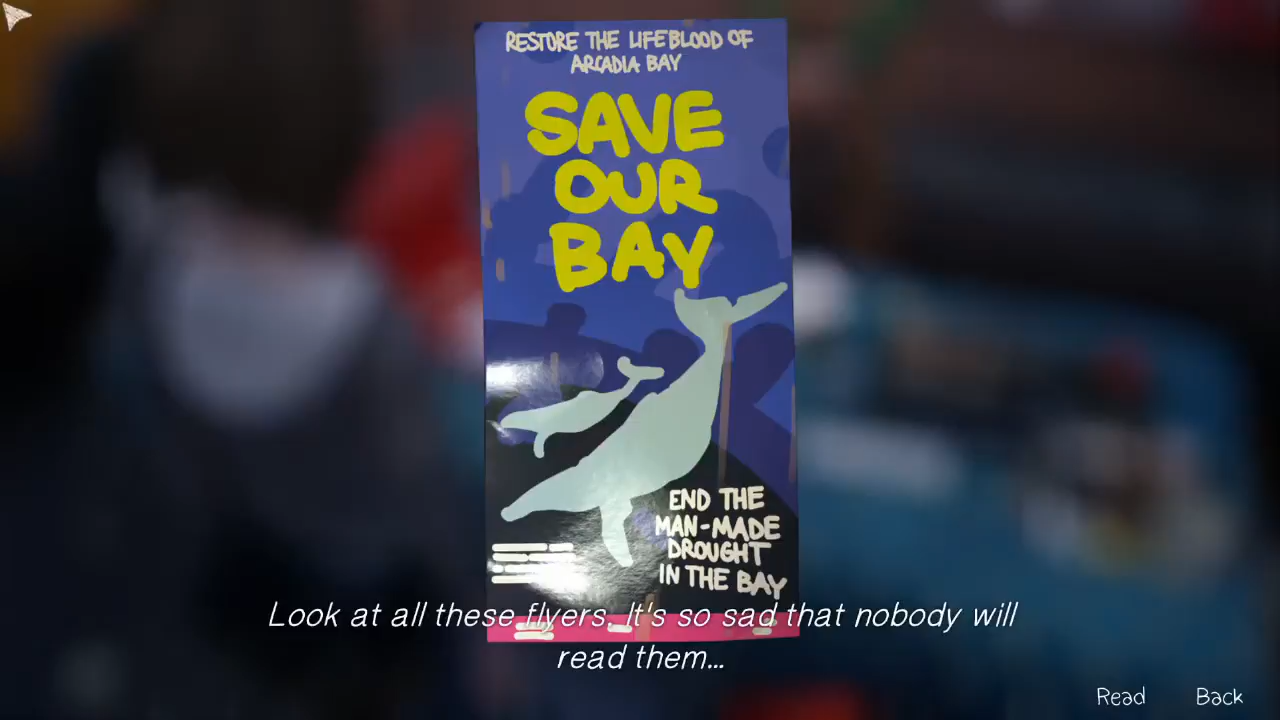 RESTORE THE LIFEBLOOD OF
ARCADIA BAY
SAVE
OUR
BAY
END THE
MAN-MADE
DROUGHT
IN THE BAY
Look at all these flyers. It's so sad that nobody will
read them...
Read Back